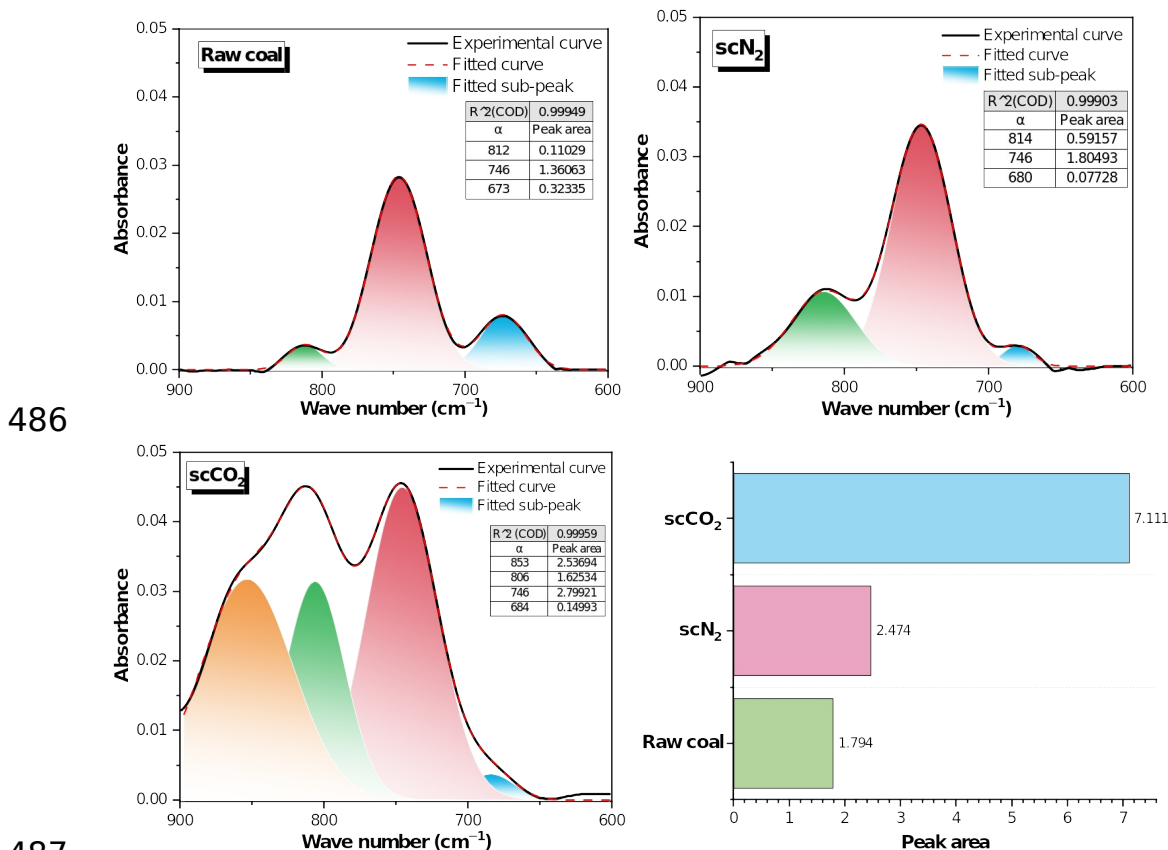 Raw coal
Experimental curve
Fitted curve
Fitted sub-peak
R^2(COD) 0.99949
α Peak area
812 0.11029
746 1.36063
673 0.32335
0.05
0.04
0.03
0.02
0.01
0.00
Absorbance
900 800 700 600
Wave number (cm⁻¹)
scN₂
Experimental curve
Fitted curve
Fitted sub-peak
R^2(COD) 0.99903
α Peak area
814 0.59157
746 1.80493
680 0.07728
0.05
0.04
0.03
0.02
0.01
0.00
Absorbance
900 800 700 600
Wave number (cm⁻¹)
486
scCO₂
Experimental curve
Fitted curve
Fitted sub-peak
R^2 (COD) 0.99959
α Peak area
853 2.53694
806 1.62534
746 2.79921
684 0.14993
0.05
0.04
0.03
0.02
0.01
0.00
Absorbance
900 800 700 600
Wave number (cm⁻¹)
scCO₂ 7.111
scN₂ 2.474
Raw coal 1.794
0 1 2 3 4 5 6 7
Peak area
487